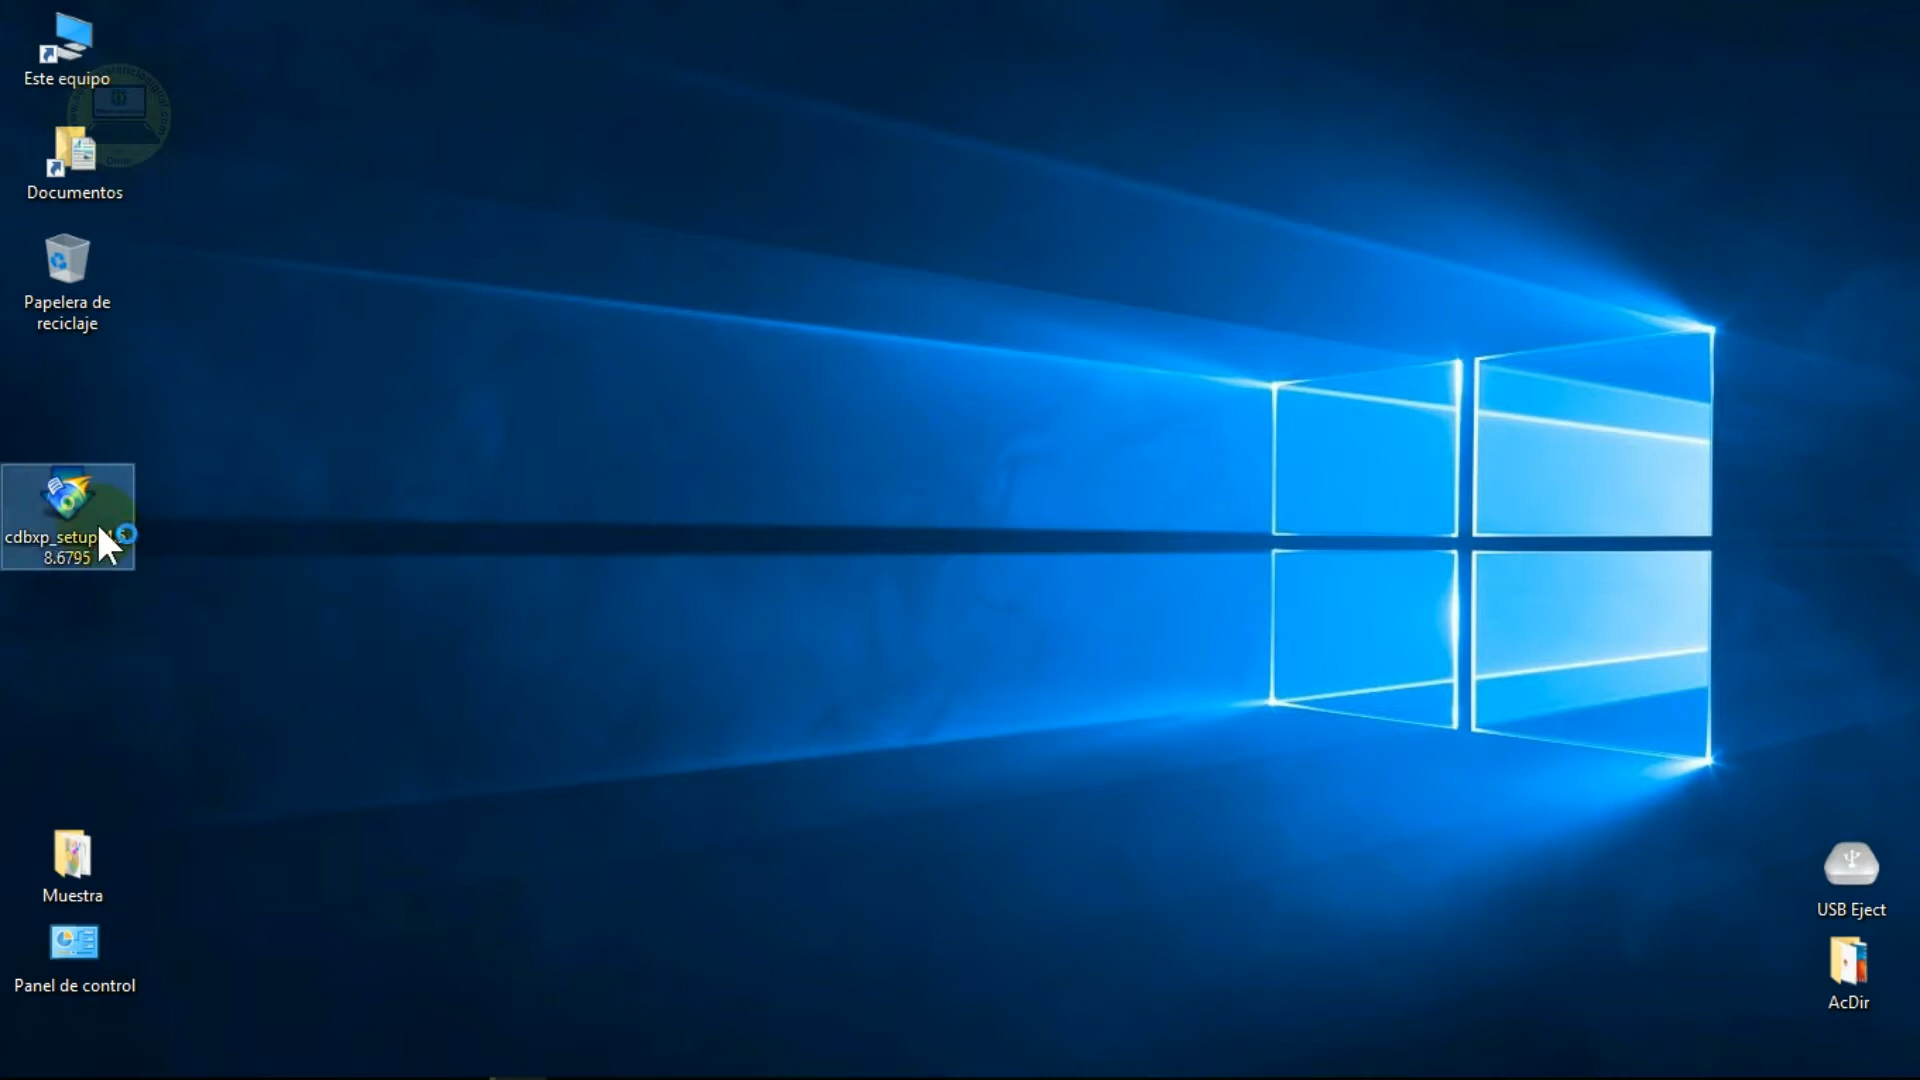 Este equipo
Documentos
Papelera de
reciclaje
cdbxp_setup
8.6795
Muestra
Panel de control
USB Eject
AcDir